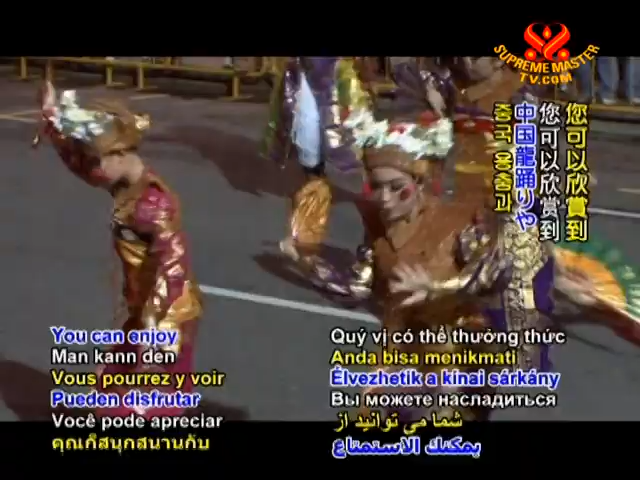 SUPREME MASTER
TV.COM
您可以欣賞到
您可以欣賞到
中国龍踊りや
중국 용춤과
You can enjoy
Man kann den
Vous pourrez y voir
Pueden disfrutar
Você pode apreciar
คุณก็สนุกสนานกับ
Quý vị có thể thưởng thức
Anda bisa menikmati
Élvezhetik a kínai sárkány
Вы можете насладиться
شما می توانید از
يمكنك الاستمتاع